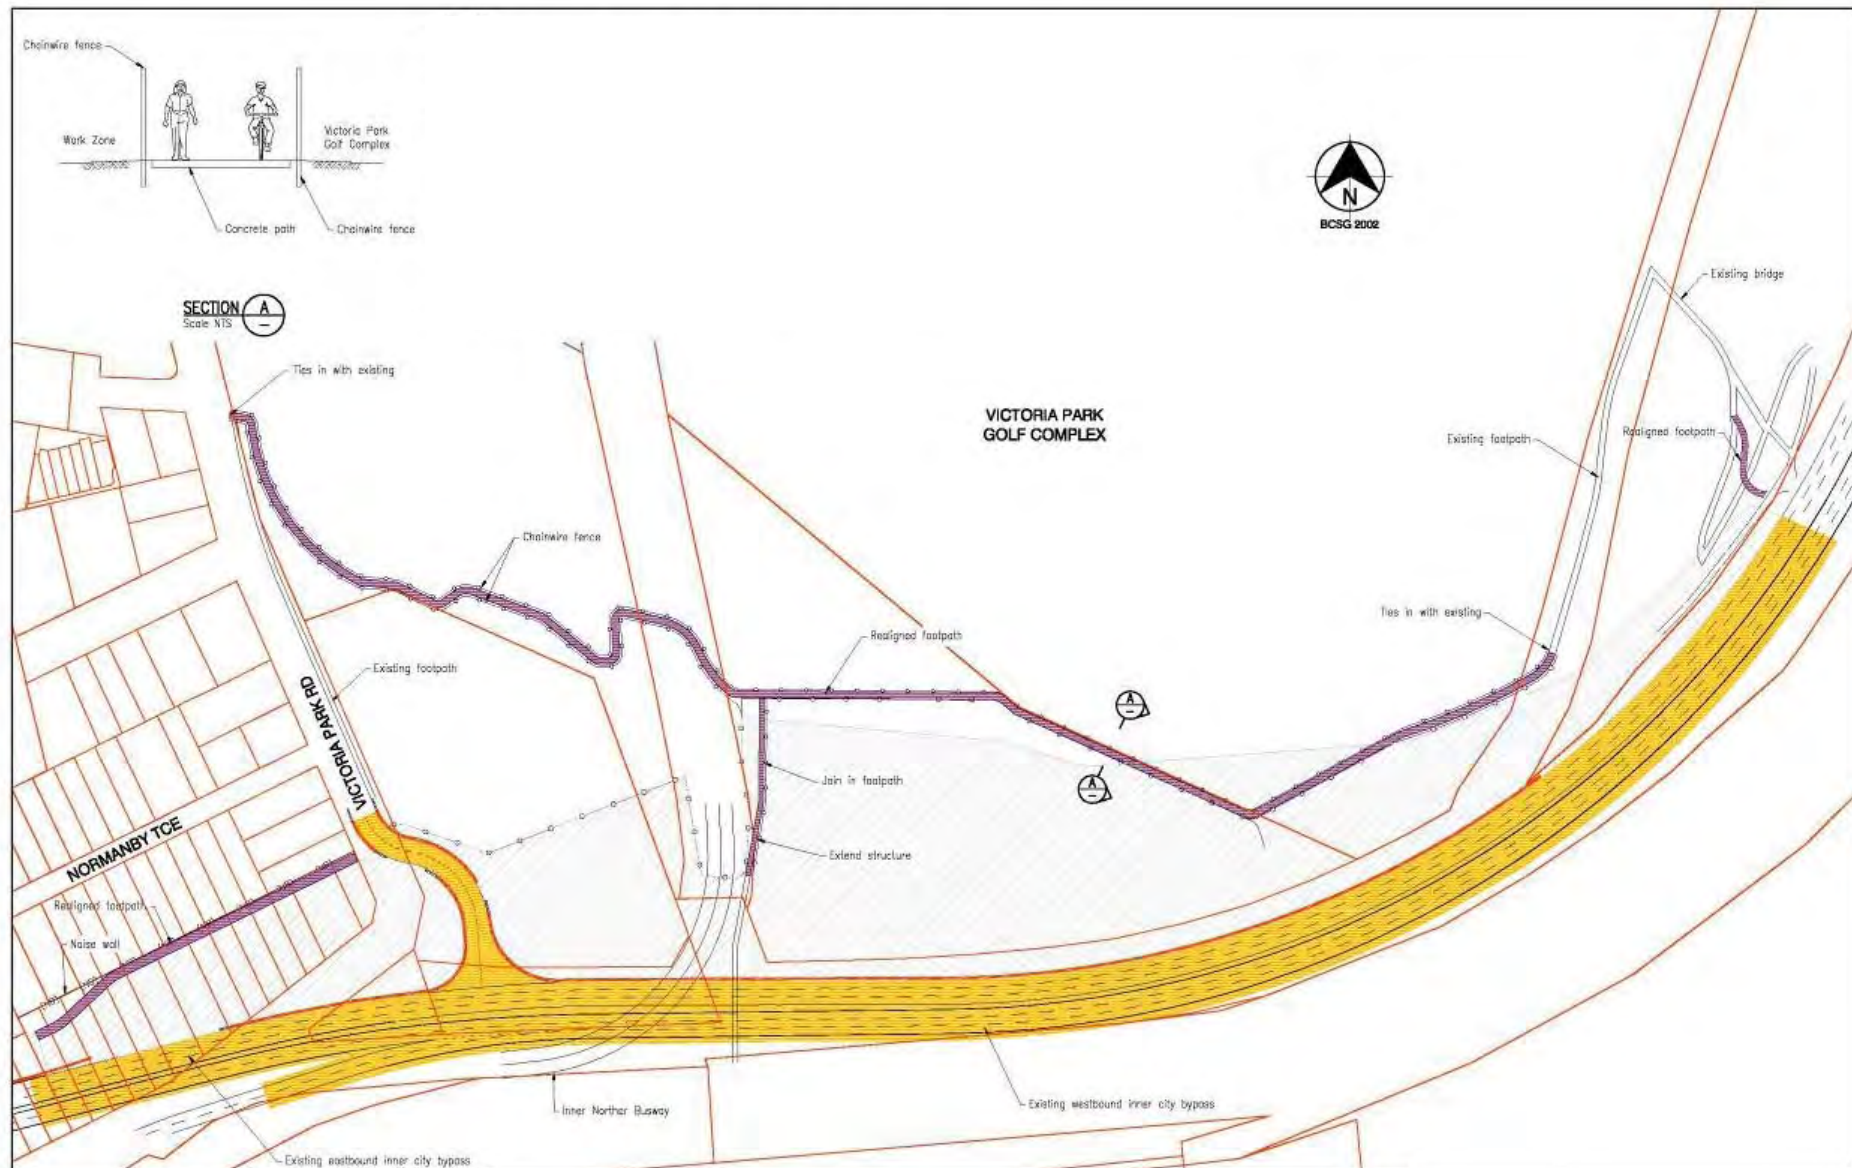 Chainwire fence
Work Zone
Victoria Park
Golf Complex
Concrete path
Chainwire fence
SECTION
A
Scale NTS
N
BCSG 2002
Existing bridge
Ties in with existing
VICTORIA PARK
GOLF COMPLEX
Existing footpath
Realigned footpath
Chainwire fence
Ties in with existing
Realigned footpath
Existing footpath
VICTORIA PARK RD
A
A
Join in footpath
NORMANBY TCE
Extend structure
Realigned footpath
Noise wall
Inner Norther Busway
Existing westbound inner city bypass
Existing eastbound inner city bypass